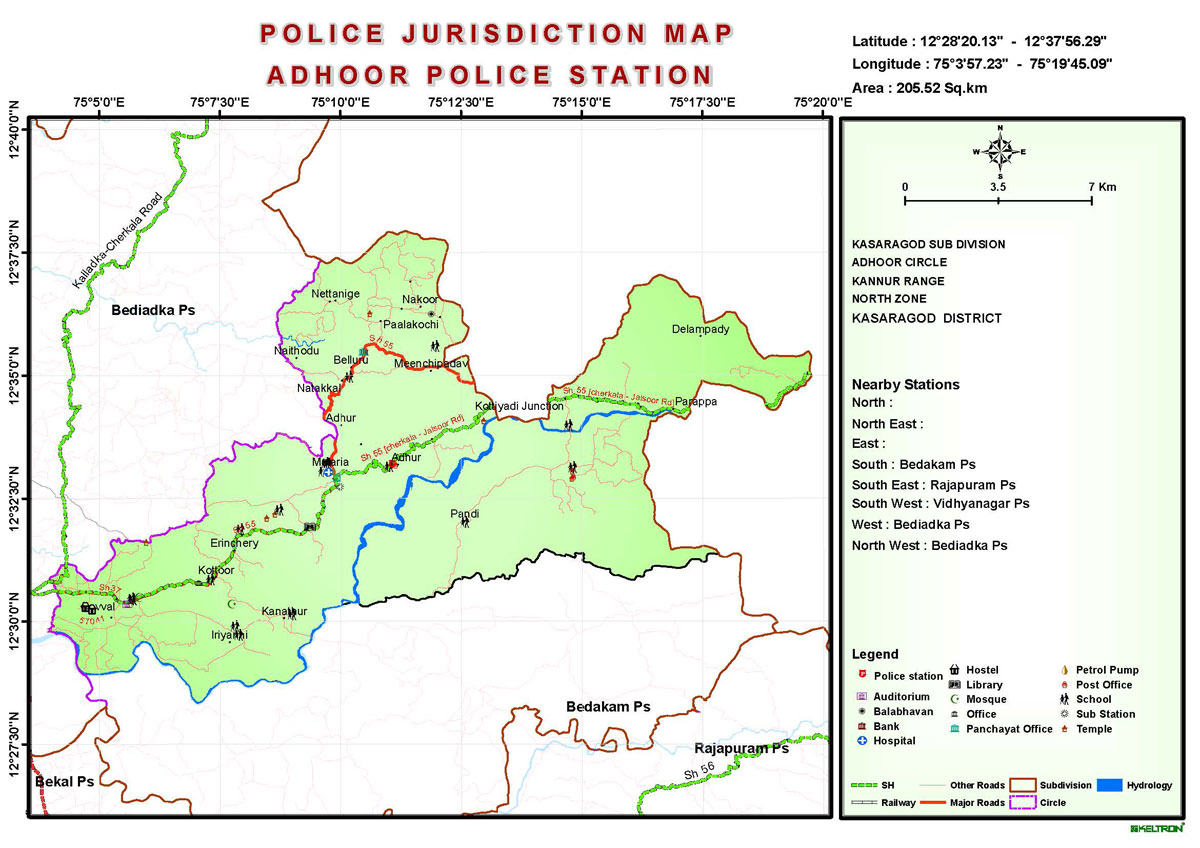 POLICE JURISDICTION MAP
ADHOOR POLICE STATION
Latitude : 12°28'20.13" - 12°37'56.29"
Longitude : 75°3'57.23" - 75°19'45.09"
Area : 205.52 Sq.km
75°5'0"E 75°7'30"E 75°10'0"E 75°12'30"E 75°15'0"E 75°17'30"E 75°20'0"E
12°40'0"N
12°37'30"N
12°35'0"N
12°32'30"N
12°30'0"N
12°27'30"N
Kalladka-Cherkala Road
Bediadka Ps
Nettanige
Nakoor
Paalakochi
Delampady
Sh 55
Naithodu
Belluru
Meenchipadav
Natakkal
Sh 55 [cherkala - Jalsoor Rd]
Parappa
Kottiyadi Junction
Adhur
Sh 55 [cherkala - Jalsoor Rd]
Adhur
Pandi
Sh 55
Erinchery
Kottoor
Sh37
57041
Kanathur
Bedakam Ps
Rajapuram Ps
Sh 56
Bekal Ps
N
W E
S
0 3.5 7 Km
KASARAGOD SUB DIVISION
ADHOOR CIRCLE
KANNUR RANGE
NORTH ZONE
KASARAGOD DISTRICT
Nearby Stations
North :
North East :
East :
South : Bedakam Ps
South East : Rajapuram Ps
South West : Vidhyanagar Ps
West : Bediadka Ps
North West : Bediadka Ps
Legend
Police station
Auditorium
Balabhavan
Bank
Hospital
Hostel
Library
Mosque
Office
Panchayat Office
Petrol Pump
Post Office
School
Sub Station
Temple
SH Other Roads Subdivision Hydrology
Railway Major Roads Circle
KELTRON